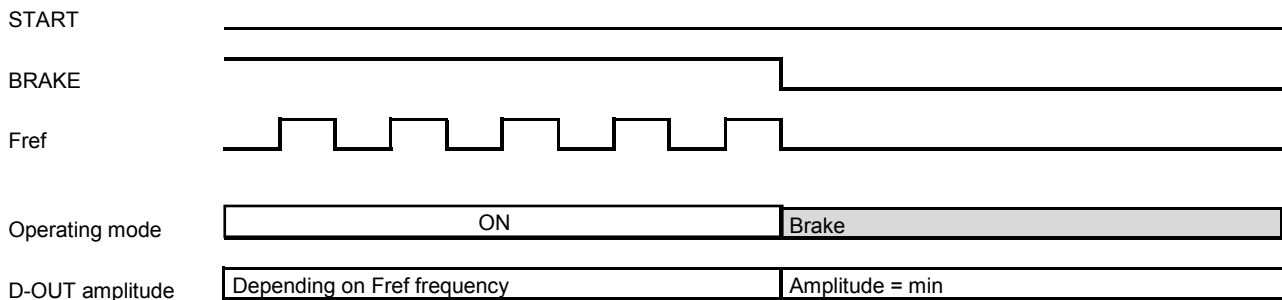 START
BRAKE
Fref
Operating mode ON Brake
D-OUT amplitude Depending on Fref frequency Amplitude = min